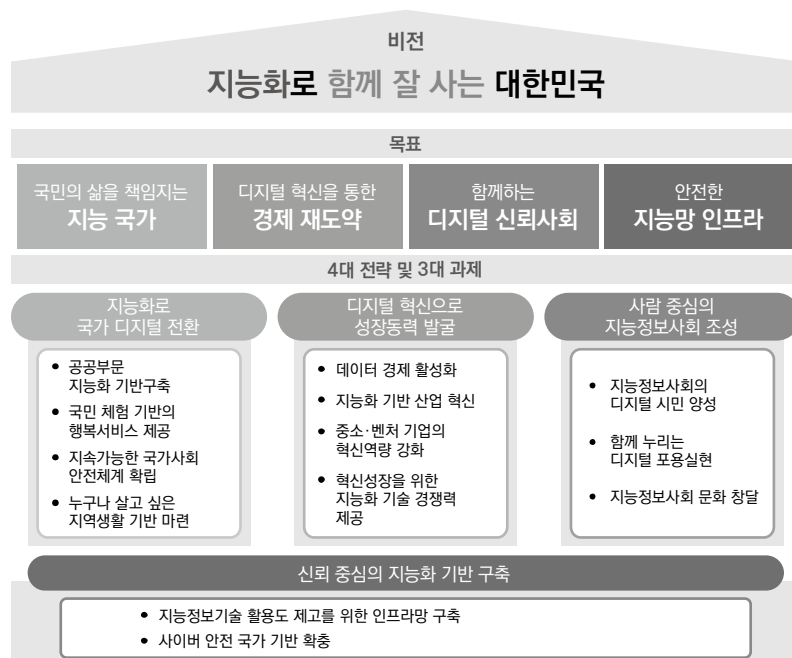 비전
지능화로 함께 잘 사는 대한민국
목표
국민의 삶을 책임지는
지능 국가
디지털 혁신을 통한
경제 재도약
함께하는
디지털 신뢰사회
안전한
지능망 인프라
4대 전략 및 3대 과제
지능화로
국가 디지털 전환
• 공공부문
지능화 기반구축
• 국민 체험 기반의
행복서비스 제공
• 지속가능한 국가사회
안전체계 확립
• 누구나 살고 싶은
지역생활 기반 마련
디지털 혁신으로
성장동력 발굴
• 데이터 경제 활성화
• 지능화 기반 산업 혁신
• 중소·벤처 기업의
혁신역량 강화
• 혁신성장을 위한
지능화 기술 경쟁력
제공
사람 중심의
지능정보사회 조성
• 지능정보사회의
디지털 시민 양성
• 함께 누리는
디지털 포용실현
• 지능정보사회 문화 창달
신뢰 중심의 지능화 기반 구축
• 지능정보기술 활용도 제고를 위한 인프라망 구축
• 사이버 안전 국가 기반 확충